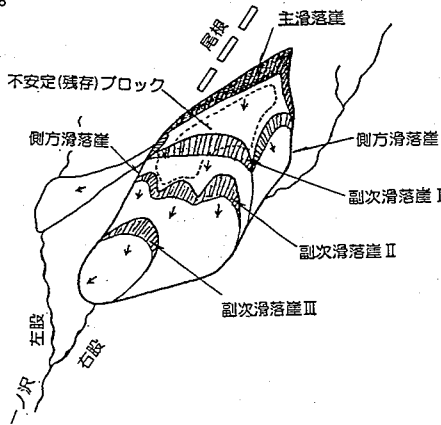 。
主滑落崖
尾根
不安定(残存)ブロック
側方滑落崖
側方滑落崖
副次滑落崖I
副次滑落崖II
副次滑落崖III
左股
右股
一ノ沢